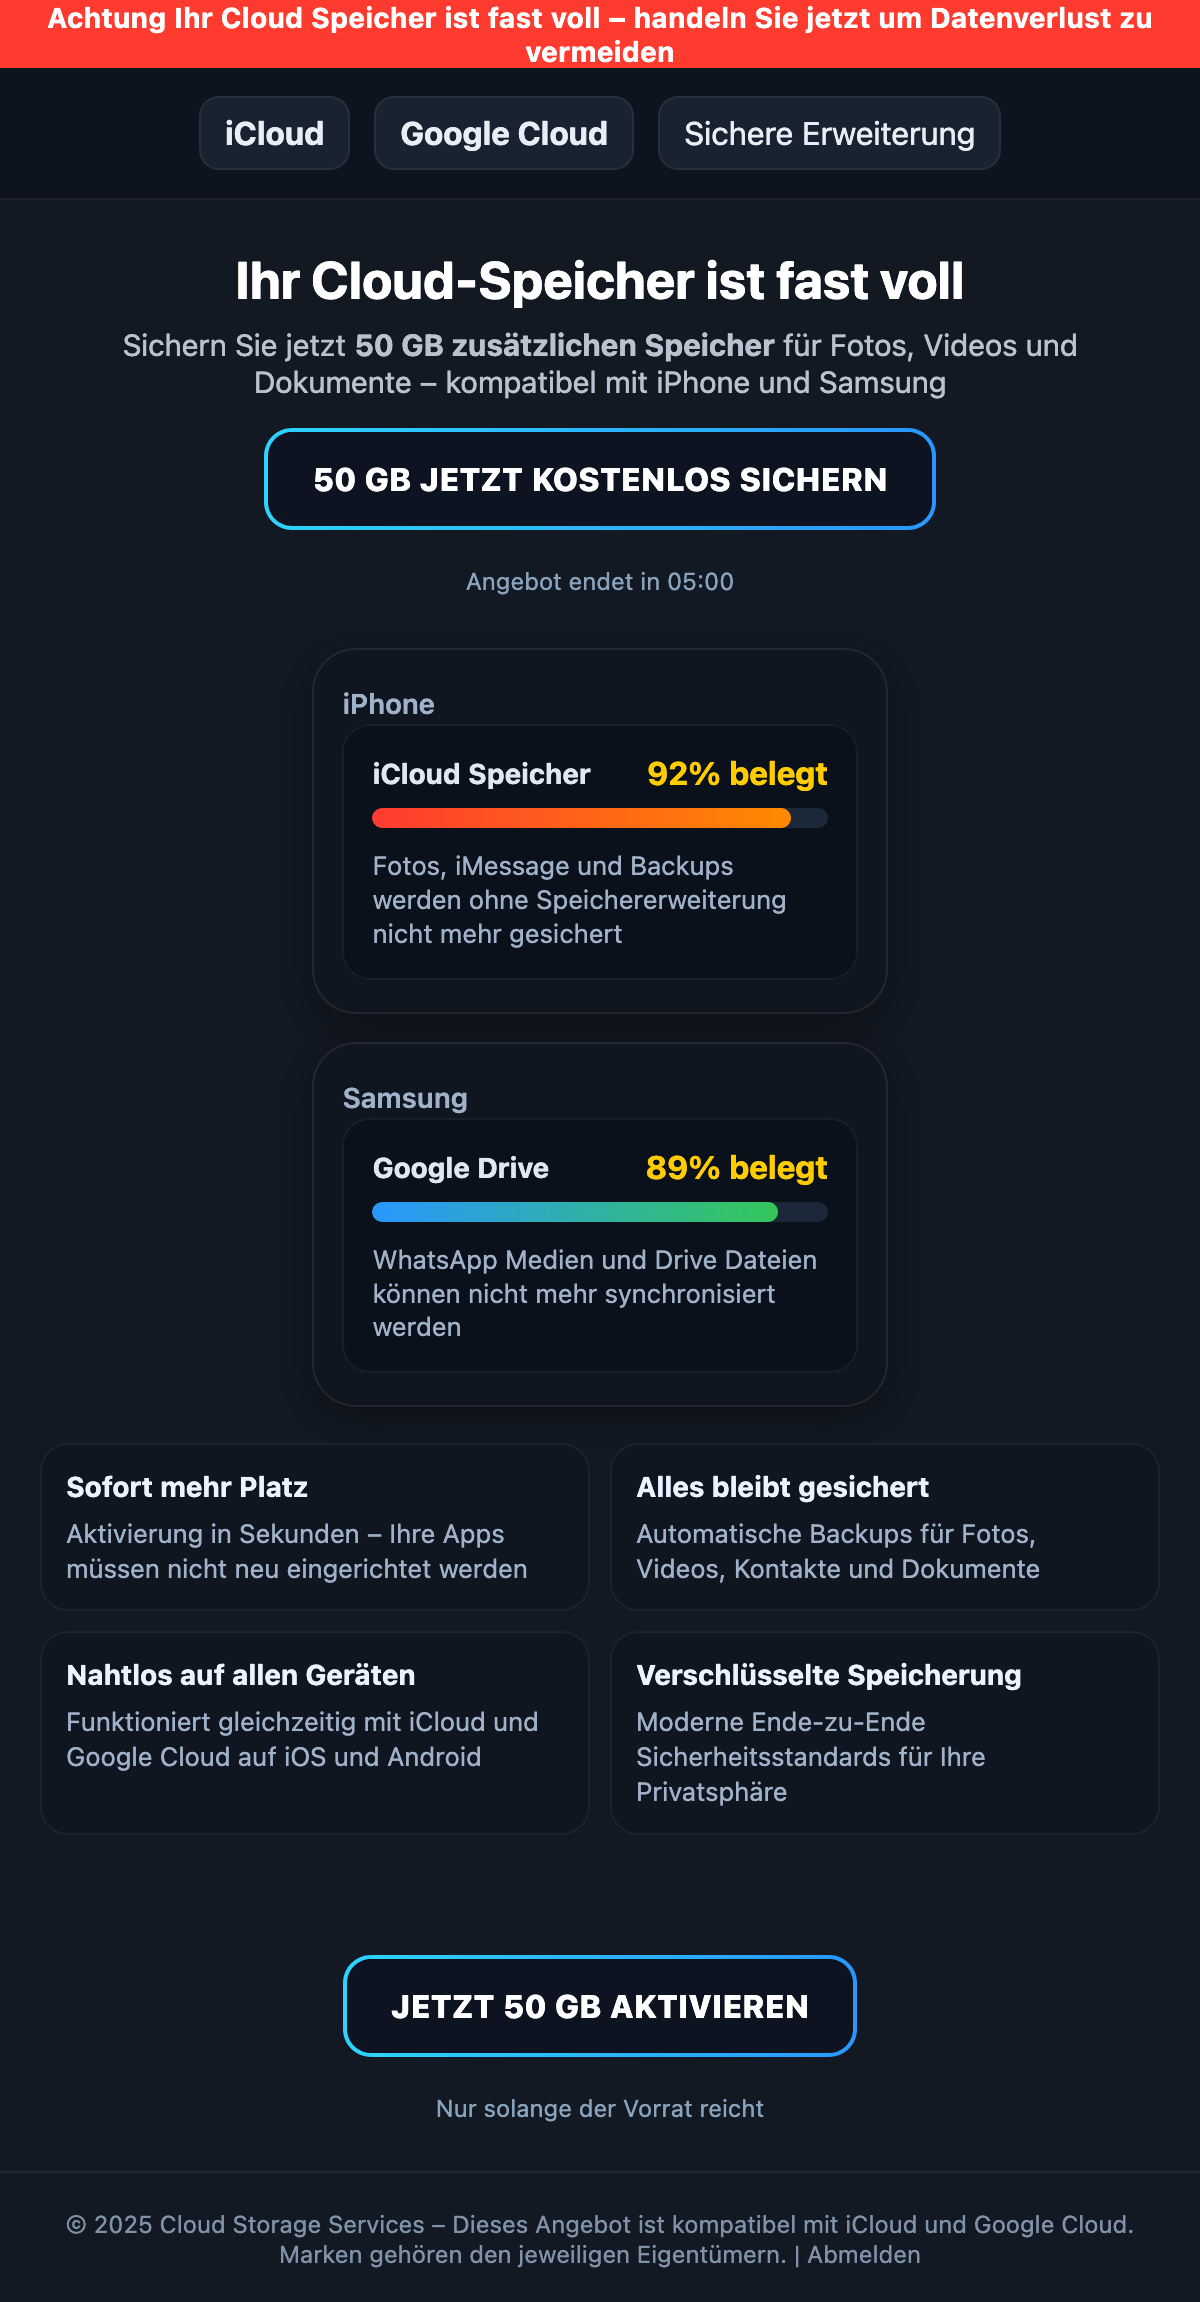 Achtung Ihr Cloud Speicher ist fast voll – handeln Sie jetzt um Datenverlust zu
vermeiden
iCloud
Google Cloud
Sichere Erweiterung
Ihr Cloud-Speicher ist fast voll
Sichern Sie jetzt 50 GB zusätzlichen Speicher für Fotos, Videos und
Dokumente – kompatibel mit iPhone und Samsung
50 GB JETZT KOSTENLOS SICHERN
Angebot endet in 05:00
iPhone
iCloud Speicher
92% belegt
Fotos, iMessage und Backups
werden ohne Speichererweiterung
nicht mehr gesichert
Samsung
Google Drive
89% belegt
WhatsApp Medien und Drive Dateien
können nicht mehr synchronisiert
werden
Sofort mehr Platz
Aktivierung in Sekunden – Ihre Apps
müssen nicht neu eingerichtet werden
Alles bleibt gesichert
Automatische Backups für Fotos,
Videos, Kontakte und Dokumente
Nahtlos auf allen Geräten
Funktioniert gleichzeitig mit iCloud und
Google Cloud auf iOS und Android
Verschlüsselte Speicherung
Moderne Ende-zu-Ende
Sicherheitsstandards für Ihre
Privatsphäre
JETZT 50 GB AKTIVIEREN
Nur solange der Vorrat reicht
© 2025 Cloud Storage Services – Dieses Angebot ist kompatibel mit iCloud und Google Cloud.
Marken gehören den jeweiligen Eigentümern. | Abmelden